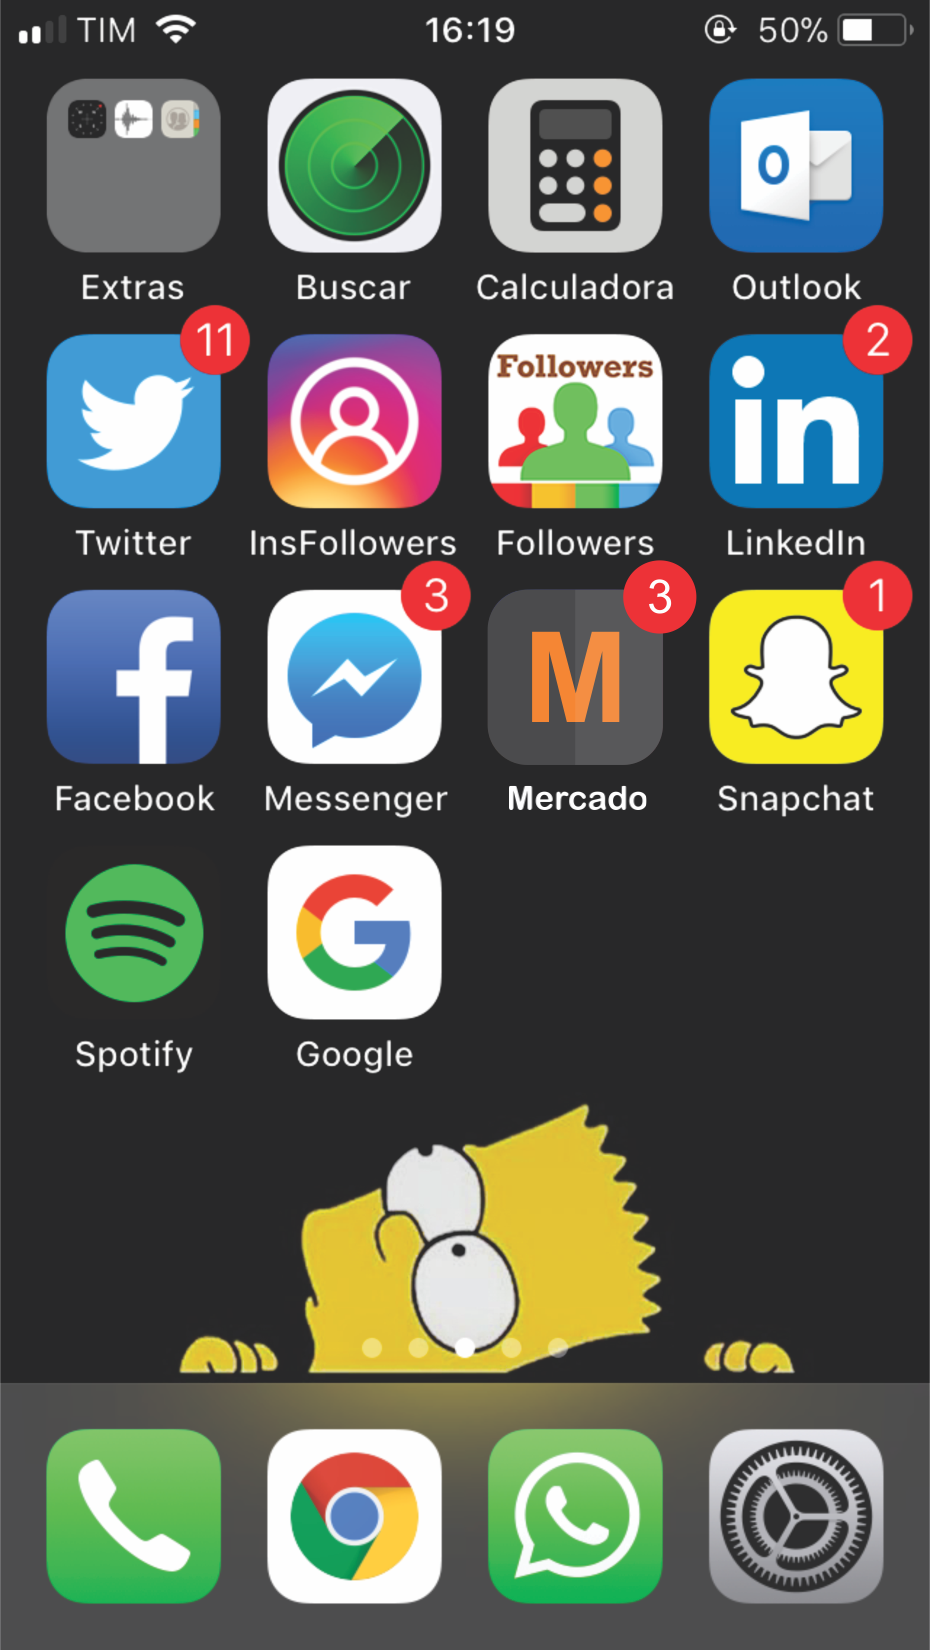 TIM 16:19 50%
Extras Buscar Calculadora Outlook
11 Followers 2
Twitter InsFollowers Followers LinkedIn
3 3 1
M
Facebook Messenger Mercado Snapchat
Spotify Google